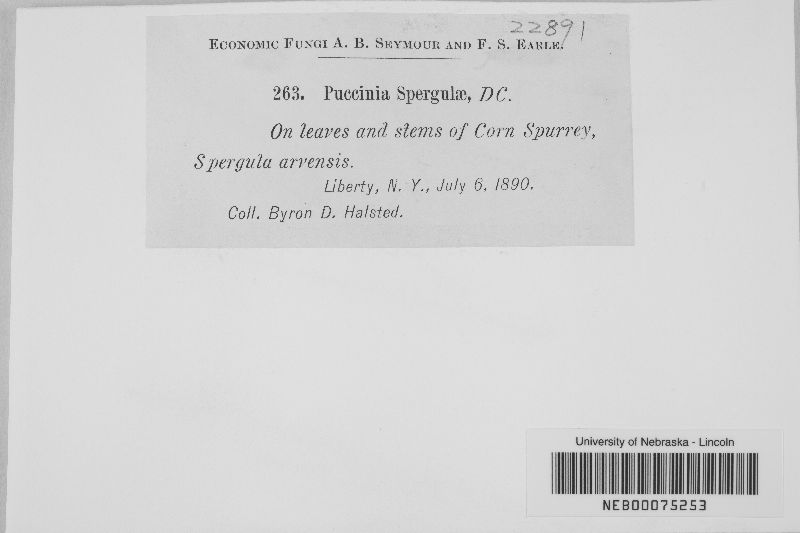 22891
Economic Fungi A. B. Seymour and F. S. Earle.
263. Puccinia Spergulæ, DC.
On leaves and stems of Corn Spurrey,
Spergula arvensis.
Liberty, N. Y., July 6, 1890.
Coll. Byron D. Halsted.
University of Nebraska - Lincoln
NEB00075253